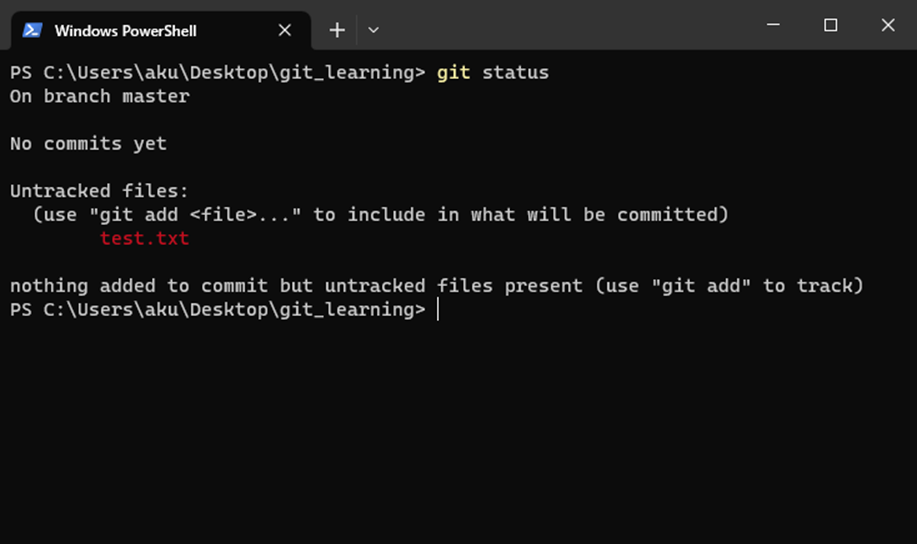 Windows PowerShell
PS C:\Users\aku\Desktop\git_learning> git status
On branch master
No commits yet
Untracked files:
  (use "git add <file>..." to include in what will be committed)
        test.txt
nothing added to commit but untracked files present (use "git add" to track)
PS C:\Users\aku\Desktop\git_learning>